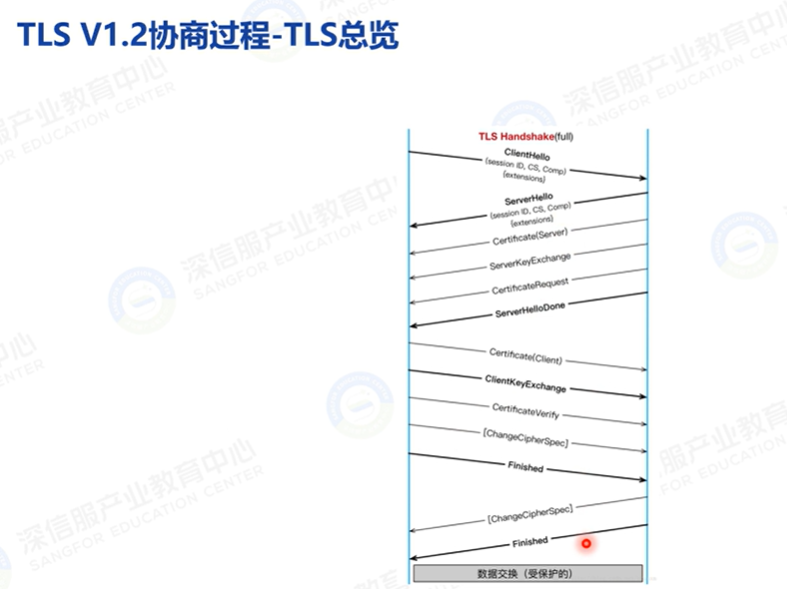 TLS V1.2协商过程-TLS总览
TLS Handshake(full)
ClientHello
(session ID, CS, Comp)
(extensions)
ServerHello
(session ID, CS, Comp)
(extensions)
Certificate(Server)
ServerKeyExchange
CertificateRequest
ServerHelloDone
Certificate(Client)
ClientKeyExchange
CertificateVerify
[ChangeCipherSpec]
Finished
[ChangeCipherSpec]
Finished
数据交换（受保护的）
深信服产业教育中心
SANGFOR EDUCATION CENTER